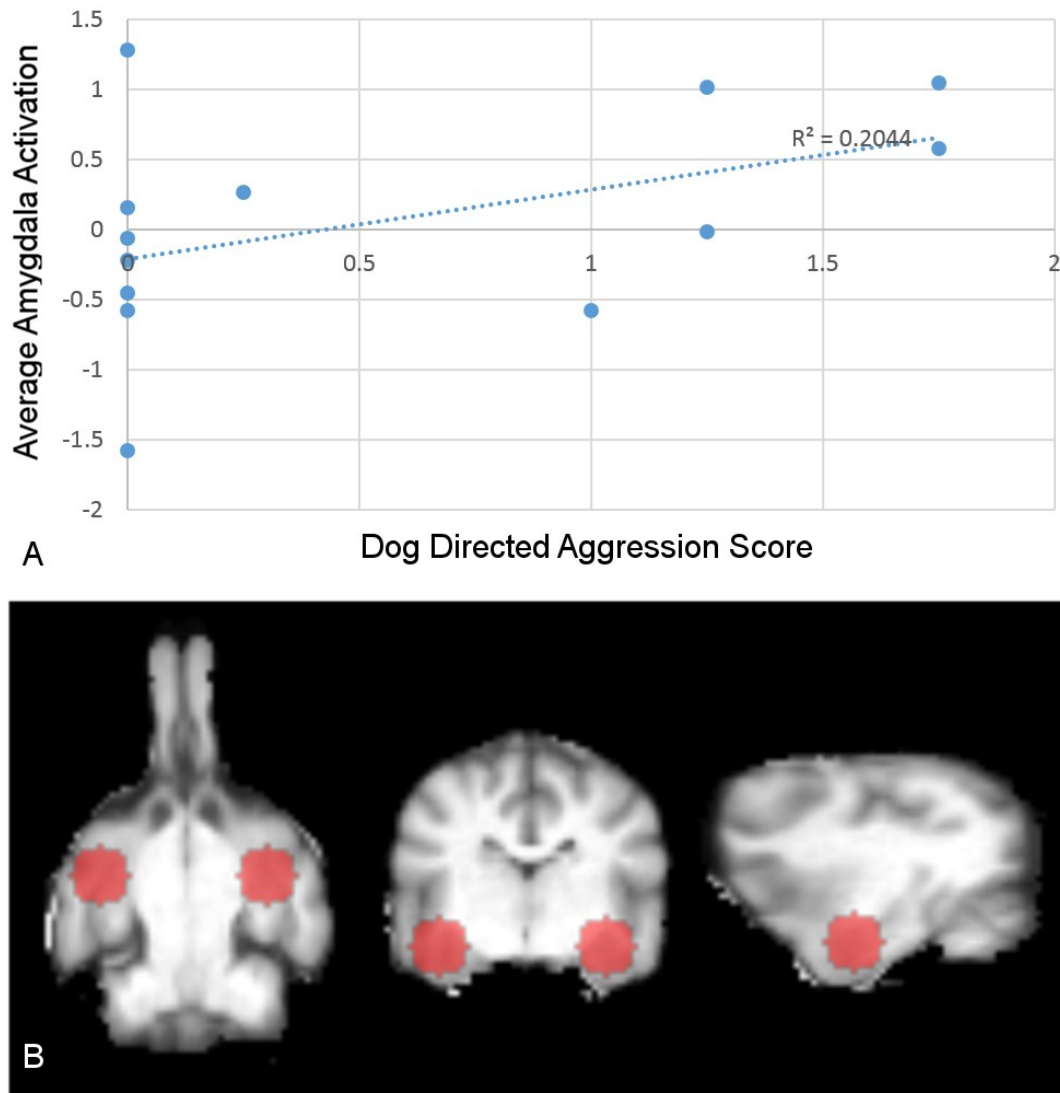 1.5
1
0.5
0
-0.5
-1
-1.5
-2
0
0.5
1
1.5
2
R² = 0.2044
Average Amygdala Activation
Dog Directed Aggression Score
A
B